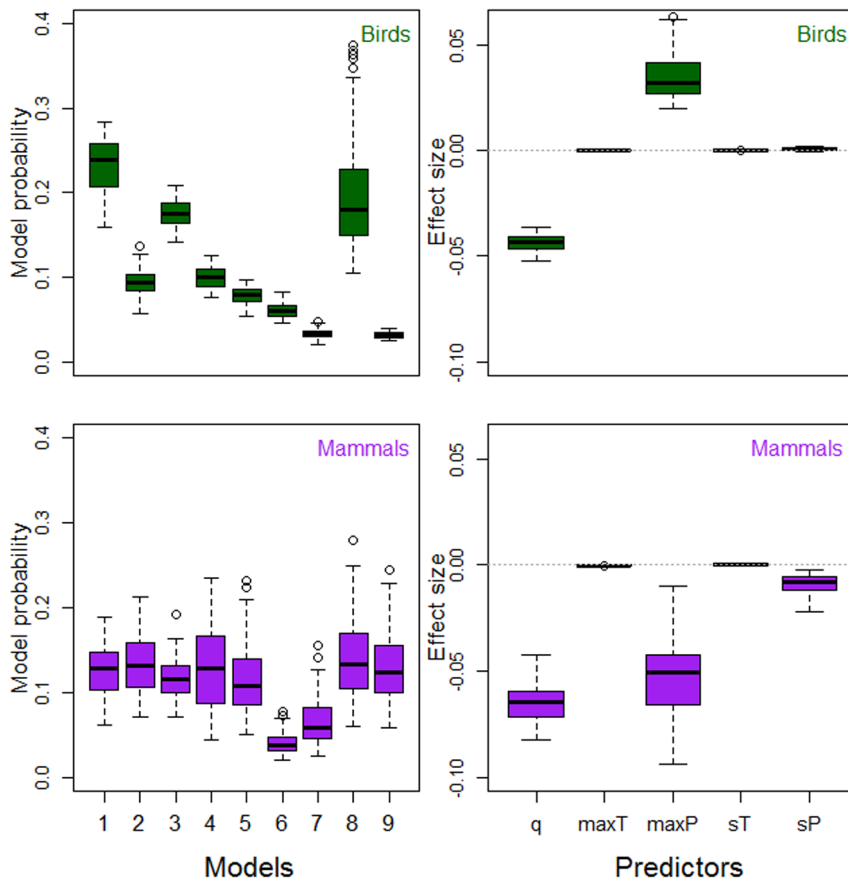 Birds
Model probability
0.4
0.3
0.2
0.1
0.0
Birds
Effect size
0.05
0.00
-0.05
-0.10
Mammals
Model probability
0.4
0.3
0.2
0.1
0.0
1 2 3 4 5 6 7 8 9
Models
Mammals
Effect size
0.05
0.00
-0.05
-0.10
q maxT maxP sT sP
Predictors